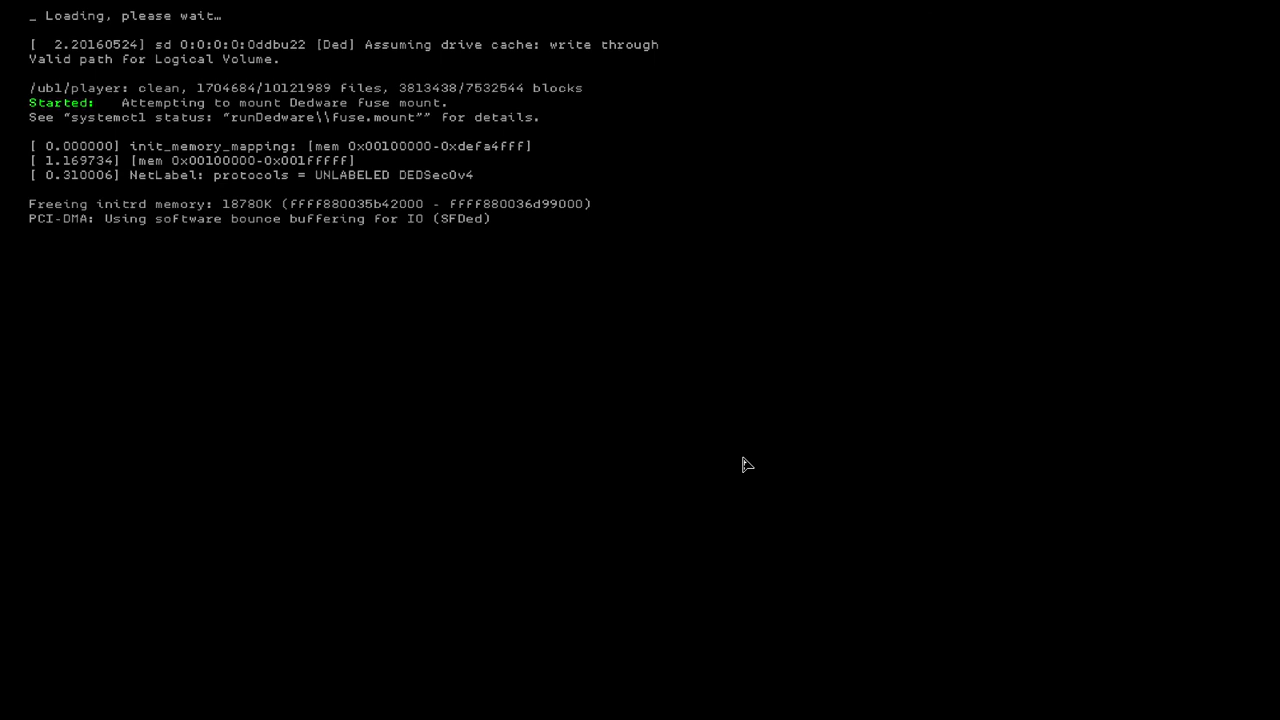 _ Loading, please wait…
[  2.20160524] sd 0:0:0:0:0ddbu22 [Ded] Assuming drive cache: write through
Valid path for Logical Volume.
/ubl/player: clean, 1704684/10121989 files, 3813438/7532544 blocks
Started:   Attempting to mount Dedware fuse mount.
See “systemctl status: “runDedware\\fuse.mount”” for details.
[ 0.000000] init_memory_mapping: [mem 0x00100000-0xdefa4fff]
[ 1.169734] [mem 0x00100000-0x001fffff]
[ 0.310006] NetLabel: protocols = UNLABELED DEDSec0v4
Freeing initrd memory: 18780K (ffff880035b42000 - ffff880036d99000)
PCI-DMA: Using software bounce buffering for IO (SFDed)